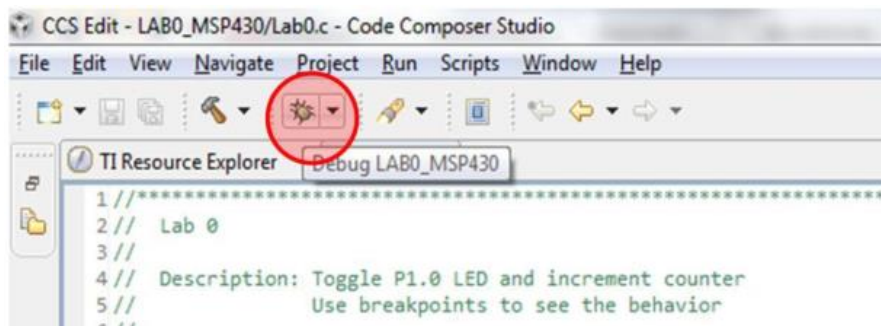 CCS Edit - LAB0_MSP430/Lab0.c - Code Composer Studio
File Edit View Navigate Project Run Scripts Window Help
TI Resource Explorer
Debug LAB0_MSP430
1//**************************************************************************
2// Lab 0
3//
4// Description: Toggle P1.0 LED and increment counter
5// Use breakpoints to see the behavior